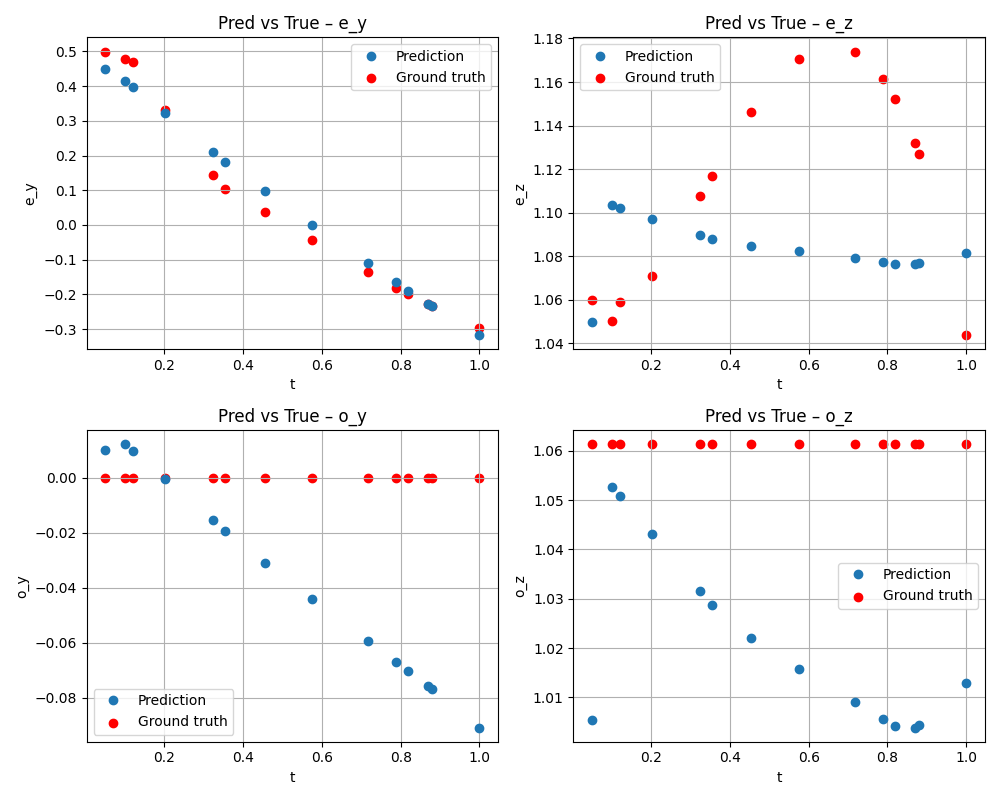 Pred vs True – e_y
0.5
0.4
0.3
0.2
0.1
0.0
−0.1
−0.2
−0.3
e_y
Prediction
Ground truth
0.2
0.4
0.6
0.8
1.0
t
Pred vs True – e_z
1.18
1.16
1.14
1.12
1.10
1.08
1.06
1.04
e_z
Prediction
Ground truth
0.2
0.4
0.6
0.8
1.0
t
Pred vs True – o_y
0.00
−0.02
−0.04
−0.06
−0.08
o_y
Prediction
Ground truth
0.2
0.4
0.6
0.8
1.0
t
Pred vs True – o_z
1.06
1.05
1.04
1.03
1.02
1.01
o_z
Prediction
Ground truth
0.2
0.4
0.6
0.8
1.0
t